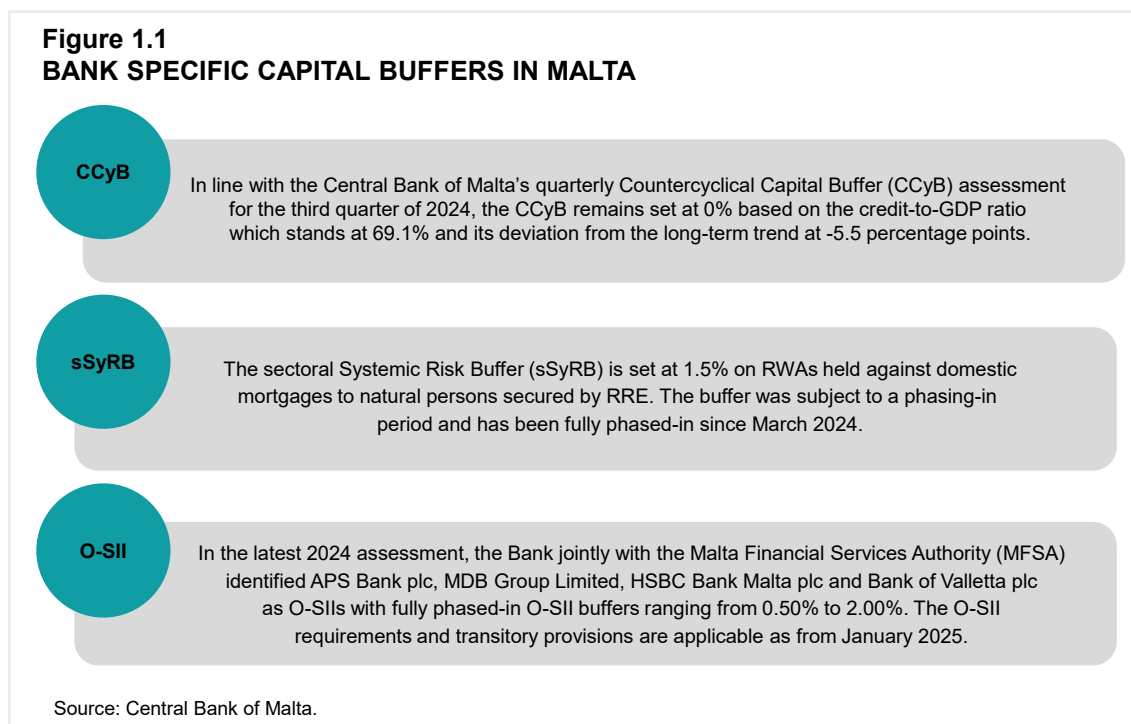 Figure 1.1
BANK SPECIFIC CAPITAL BUFFERS IN MALTA
CCyB
In line with the Central Bank of Malta’s quarterly Countercyclical Capital Buffer (CCyB) assessment
for the third quarter of 2024, the CCyB remains set at 0% based on the credit-to-GDP ratio
which stands at 69.1% and its deviation from the long-term trend at -5.5 percentage points.
sSyRB
The sectoral Systemic Risk Buffer (sSyRB) is set at 1.5% on RWAs held against domestic
mortgages to natural persons secured by RRE. The buffer was subject to a phasing-in
period and has been fully phased-in since March 2024.
O-SII
In the latest 2024 assessment, the Bank jointly with the Malta Financial Services Authority (MFSA)
identified APS Bank plc, MDB Group Limited, HSBC Bank Malta plc and Bank of Valletta plc
as O-SIIs with fully phased-in O-SII buffers ranging from 0.50% to 2.00%. The O-SII
requirements and transitory provisions are applicable as from January 2025.
Source: Central Bank of Malta.